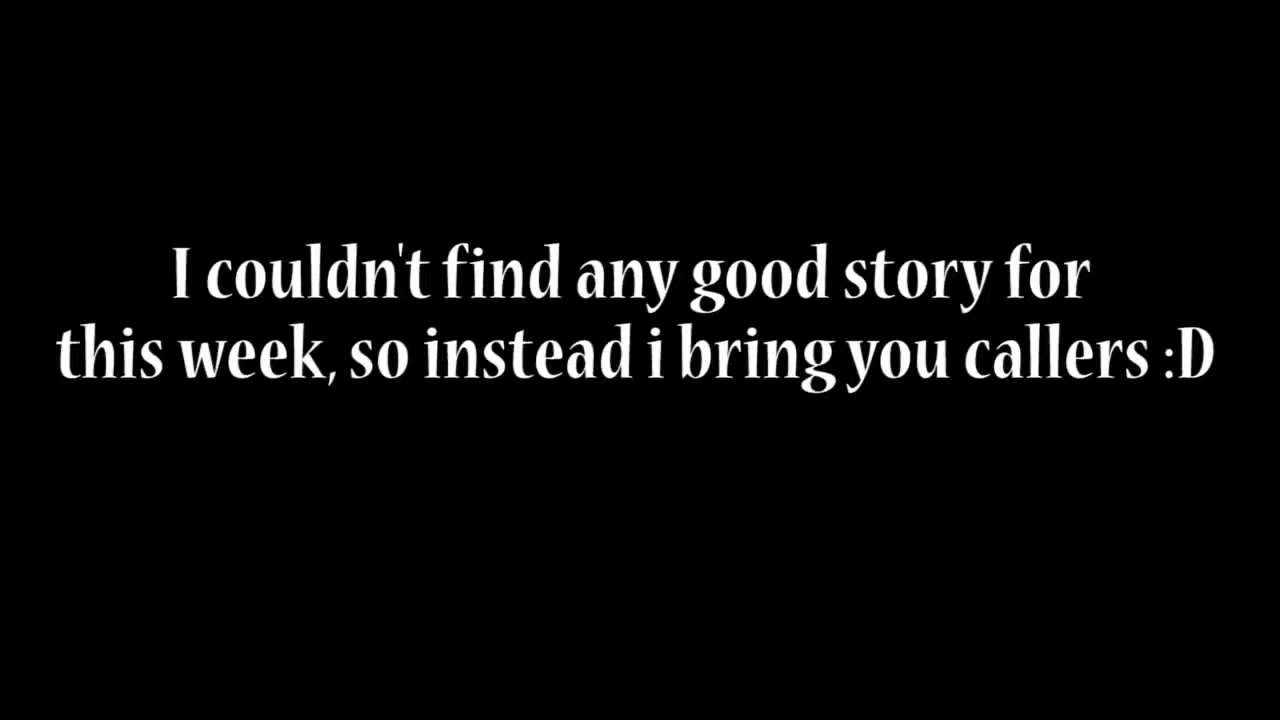 I couldn't find any good story for
this week, so instead i bring you callers :D